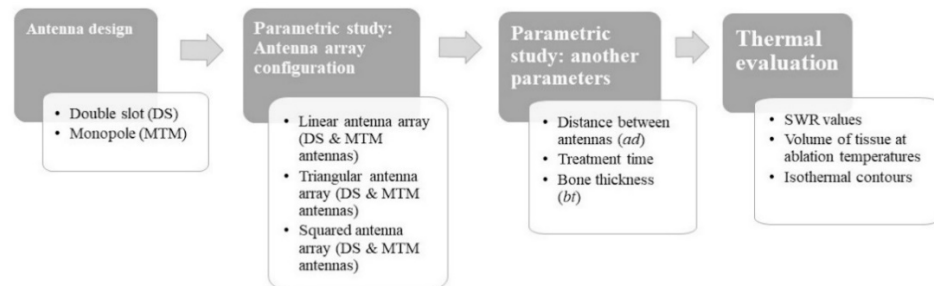 Antenna design
• Double slot (DS)
• Monopole (MTM)
Parametric study:
Antenna array
configuration
• Linear antenna array
(DS & MTM
antennas)
• Triangular antenna
array (DS & MTM
antennas)
• Squared antenna
array (DS & MTM
antennas)
Parametric
study: another
parameters
• Distance between
antennas (ad)
• Treatment time
• Bone thickness
(bt)
Thermal
evaluation
• SWR values
• Volume of tissue at
ablation temperatures
• Isothermal contours